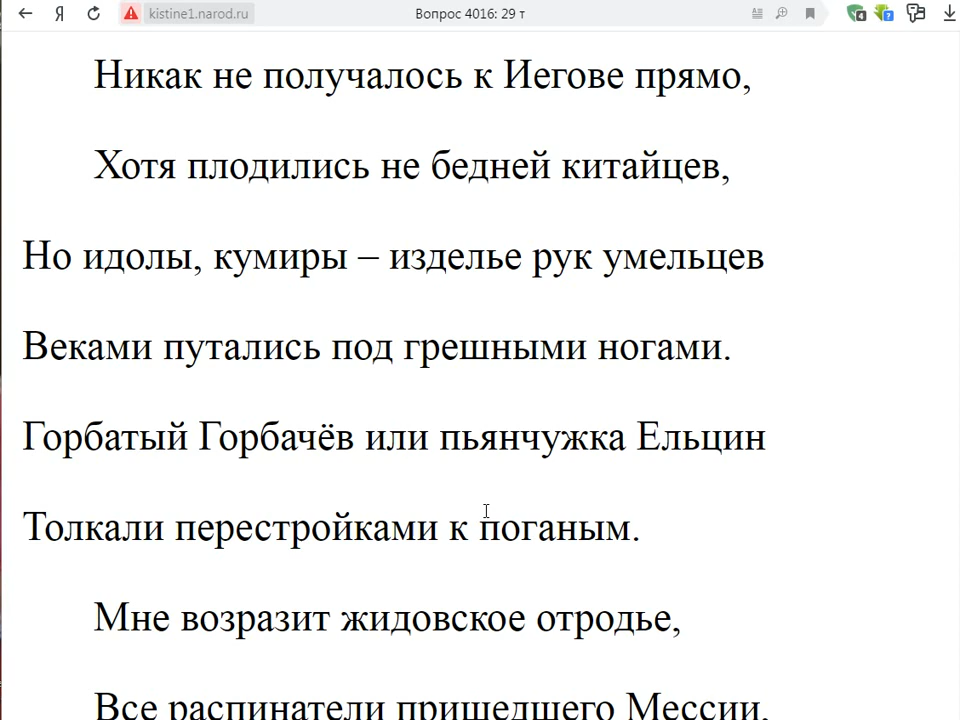 kistine1.narod.ru
Вопрос 4016: 29 т
Никак не получалось к Иегове прямо,
Хотя плодились не бедней китайцев,
Но идолы, кумиры – изделье рук умельцев
Веками путались под грешными ногами.
Горбатый Горбачёв или пьянчужка Ельцин
Толкали перестройками к поганым.
Мне возразит жидовское отродье,
Все распинатели пришедшего Мессии,